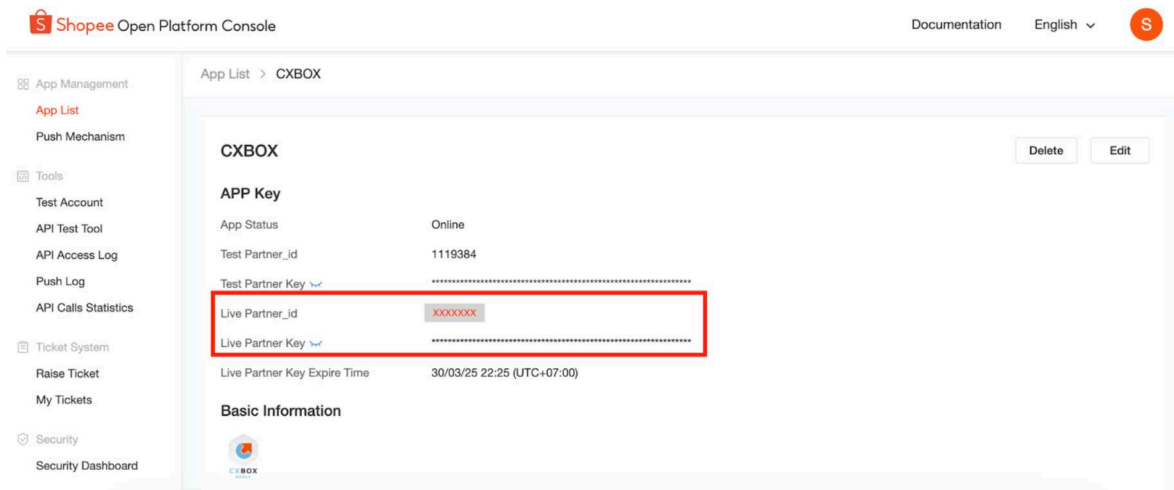 Shopee Open Platform Console
Documentation
English
S
App Management
App List
Push Mechanism
Tools
Test Account
API Test Tool
API Access Log
Push Log
API Calls Statistics
Ticket System
Raise Ticket
My Tickets
Security
Security Dashboard
App List > CXBOX
CXBOX
Delete
Edit
APP Key
App Status Online
Test Partner_id 1119384
Test Partner Key ****************************************************************
Live Partner_id XXXXXXX
Live Partner Key ****************************************************************
Live Partner Key Expire Time 30/03/25 22:25 (UTC+07:00)
Basic Information
CXBOX